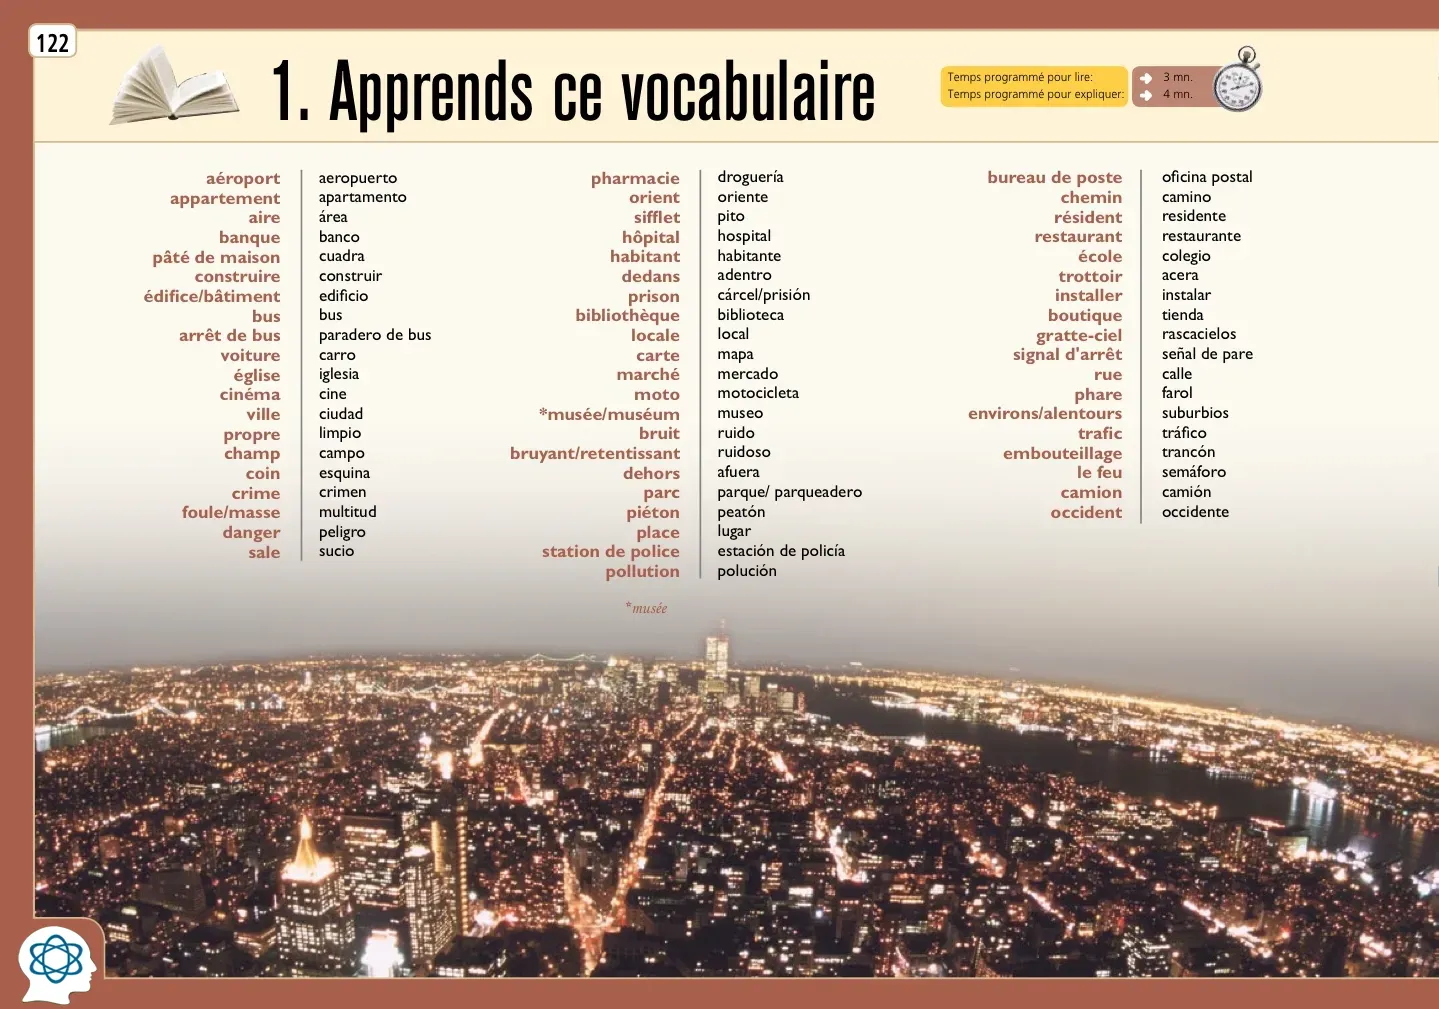 122
1. Apprends ce vocabulaire
Temps programmé pour lire:
3 mn.
Temps programmé pour expliquer:
4 mn.
aéroport aeropuerto
appartement apartamento
aire área
banque banco
pâté de maison cuadra
construire construir
édifice/bâtiment edificio
bus bus
arrêt de bus paradero de bus
voiture carro
église iglesia
cinéma cine
ville ciudad
propre limpio
champ campo
coin esquina
crime crimen
foule/masse multitud
danger peligro
sale sucio
pharmacie droguería
orient oriente
sifflet pito
hôpital hospital
habitant habitante
dedans adentro
prison cárcel/prisión
bibliothèque biblioteca
locale local
carte mapa
marché mercado
moto motocicleta
*musée/muséum museo
bruit ruido
bruyant/retentissant ruidoso
dehors afuera
parc parque/ parqueadero
piéton peatón
place lugar
station de police estación de policía
pollution polución
*musée
bureau de poste oficina postal
chemin camino
résident residente
restaurant restaurante
école colegio
trottoir acera
installer instalar
boutique tienda
gratte-ciel rascacielos
signal d'arrêt señal de pare
rue calle
phare farol
environs/alentours suburbios
trafic tráfico
embouteillage trancón
le feu semáforo
camion camión
occident occidente